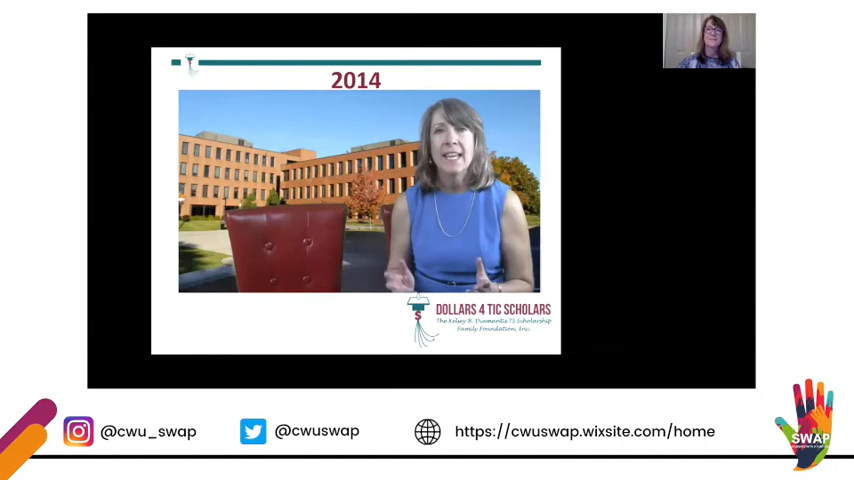 2014
DOLLARS 4 TIC SCHOLARS
The Kelsey B. Diamantis TS Scholarship
Family Foundation, Inc.
@cwu_swap
@cwuswap
https://cwuswap.wixsite.com/home
SWAP